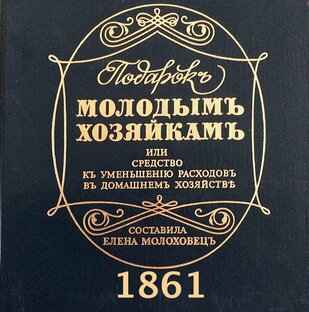 Подарокъ
МОЛОДЫМЪ
ХОЗЯЙКАМЪ
ИЛИ
СРЕДСТВО
КЪ УМЕНЬШЕНІЮ РАСХОДОВЪ
ВЪ ДОМАШНЕМЪ ХОЗЯЙСТВѢ
СОСТАВИЛА
ЕЛЕНА МОЛОХОВЕЦЪ
1861